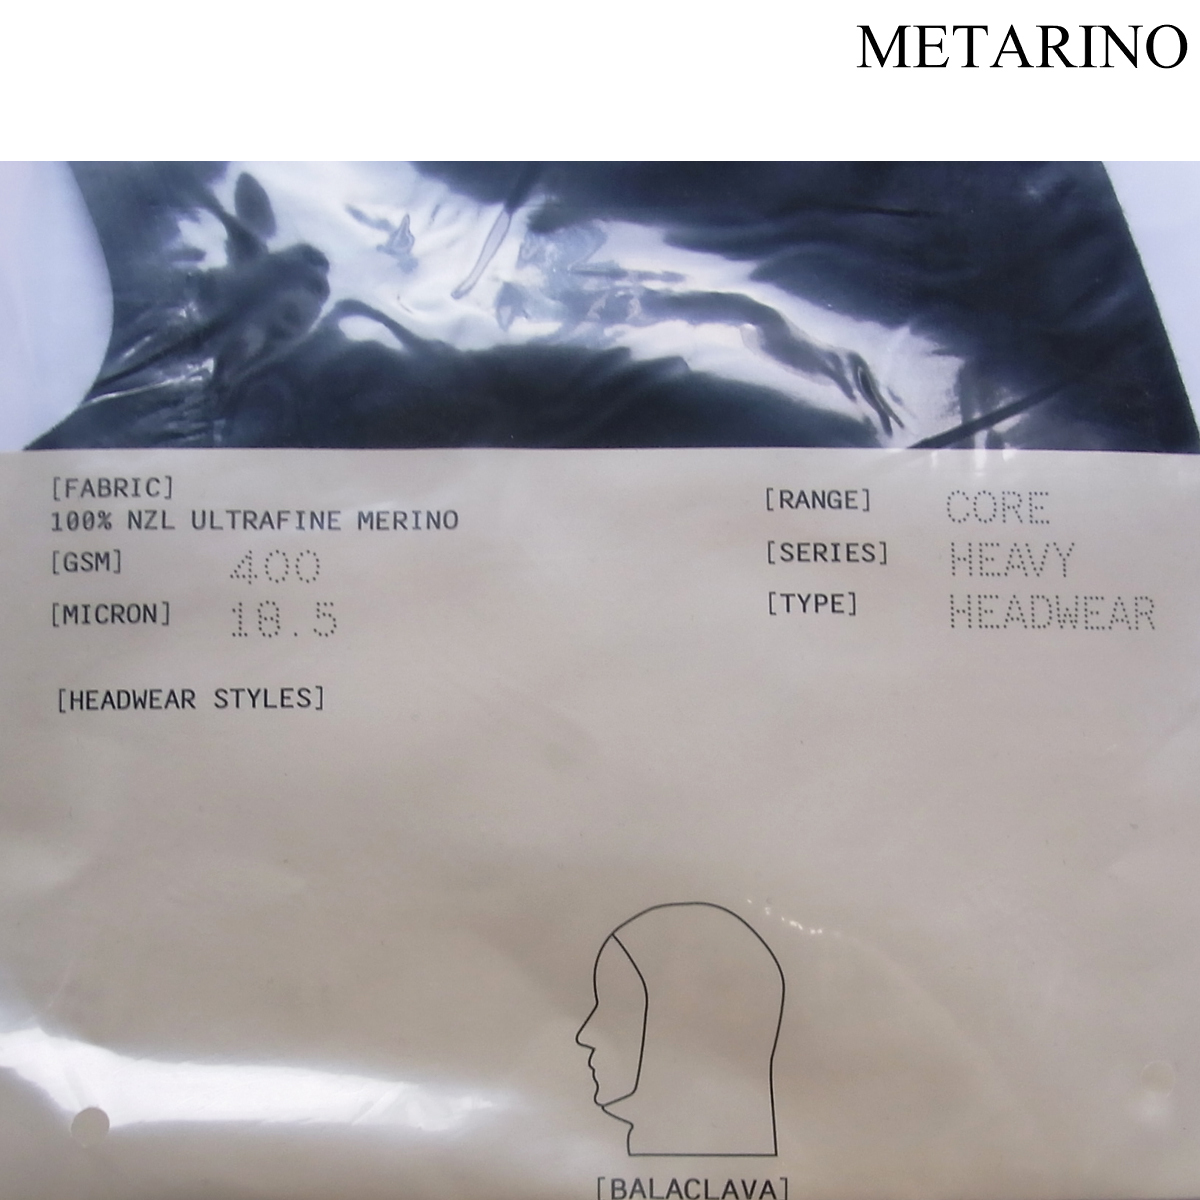 METARINO
[FABRIC]
100% NZL ULTRAFINE MERINO
[GSM] 400
[MICRON] 18.5
[RANGE] CORE
[SERIES] HEAVY
[TYPE] HEADWEAR
[HEADWEAR STYLES]
[BALACLAVA]